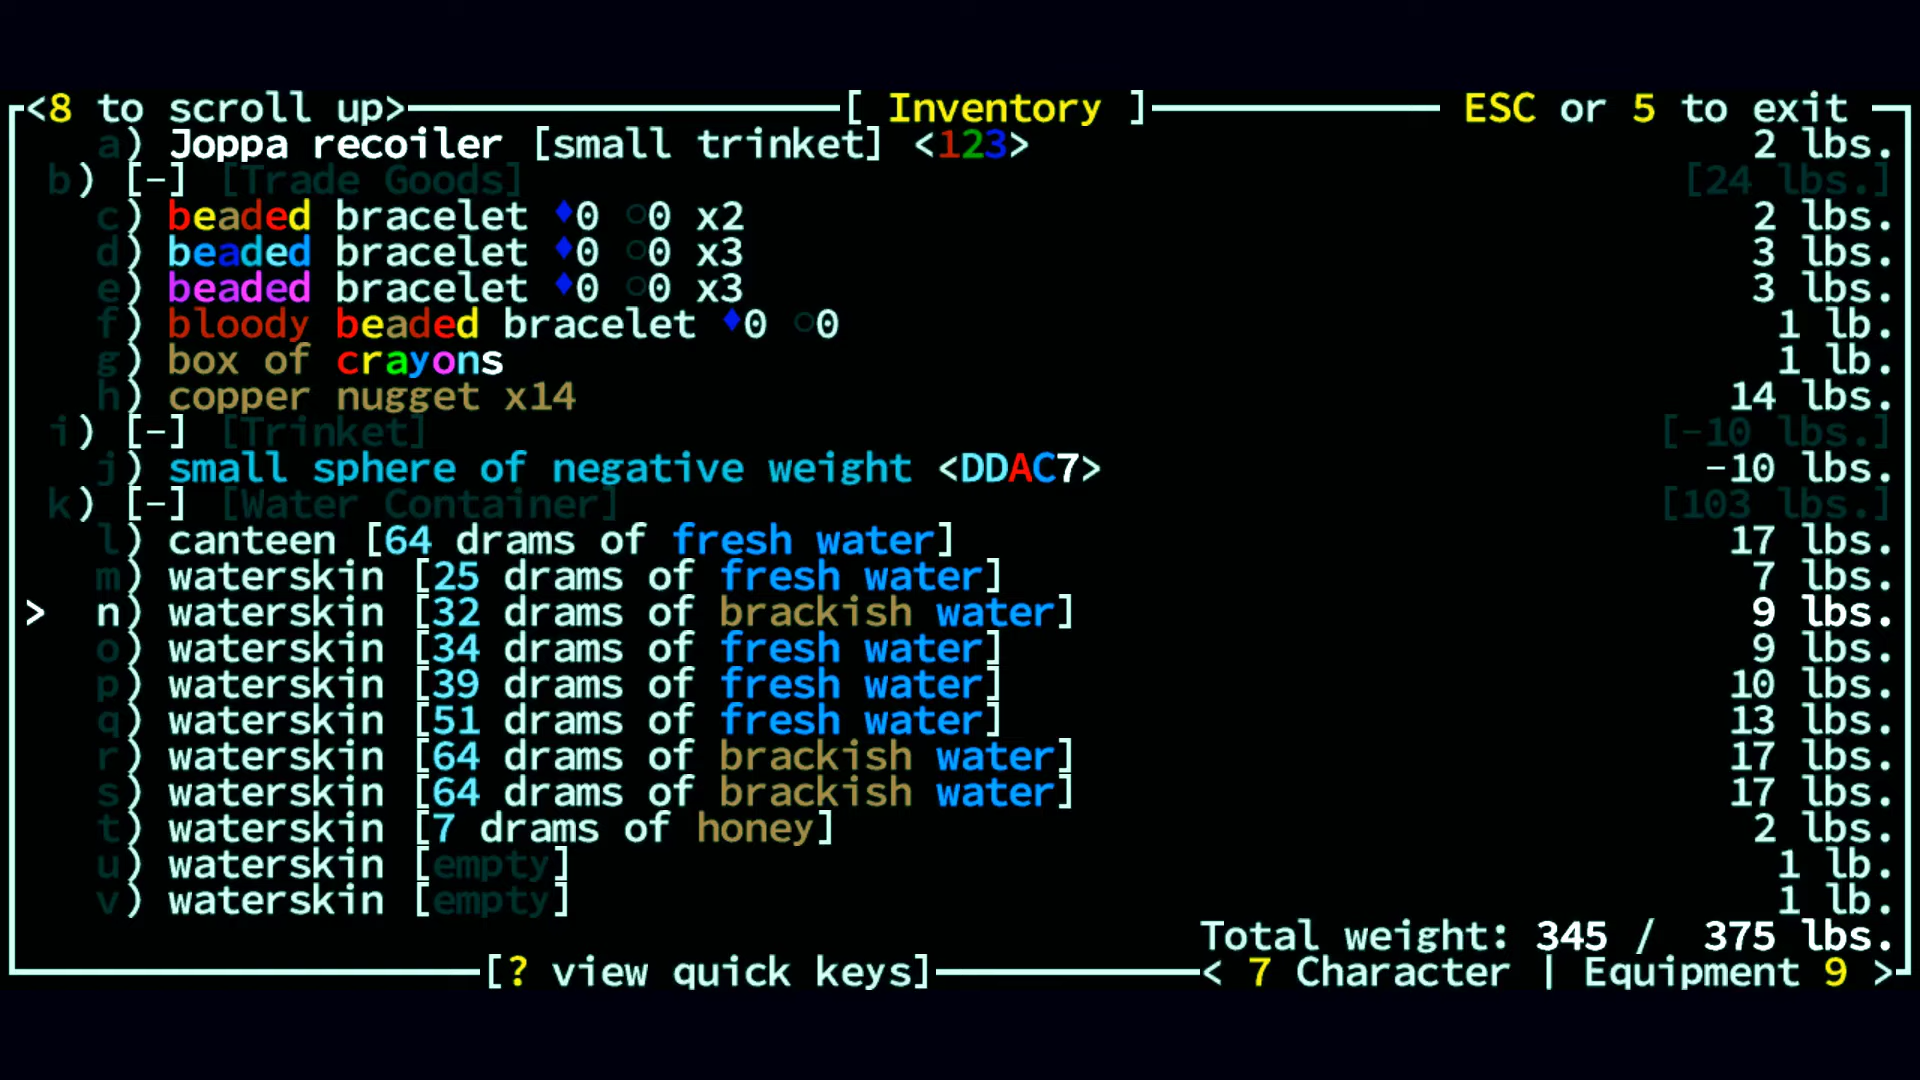 <8 to scroll up> [ Inventory ] ESC or 5 to exit
a) Joppa recoiler [small trinket] <123> 2 lbs.
b) [-] [Trade Goods] [24 lbs.]
c) beaded bracelet ♦0 ○0 x2 2 lbs.
d) beaded bracelet ♦0 ○0 x3 3 lbs.
e) beaded bracelet ♦0 ○0 x3 3 lbs.
f) bloody beaded bracelet ♦0 ○0 1 lb.
g) box of crayons 1 lb.
h) copper nugget x14 14 lbs.
i) [-] [Trinket] [-10 lbs.]
j) small sphere of negative weight <DDAC7> -10 lbs.
k) [-] [Water Container] [103 lbs.]
l) canteen [64 drams of fresh water] 17 lbs.
m) waterskin [25 drams of fresh water] 7 lbs.
> n) waterskin [32 drams of brackish water] 9 lbs.
o) waterskin [34 drams of fresh water] 9 lbs.
p) waterskin [39 drams of fresh water] 10 lbs.
q) waterskin [51 drams of fresh water] 13 lbs.
r) waterskin [64 drams of brackish water] 17 lbs.
s) waterskin [64 drams of brackish water] 17 lbs.
t) waterskin [7 drams of honey] 2 lbs.
u) waterskin [empty] 1 lb.
v) waterskin [empty] 1 lb.
Total weight: 345 / 375 lbs.
[? view quick keys] < 7 Character | Equipment 9 >